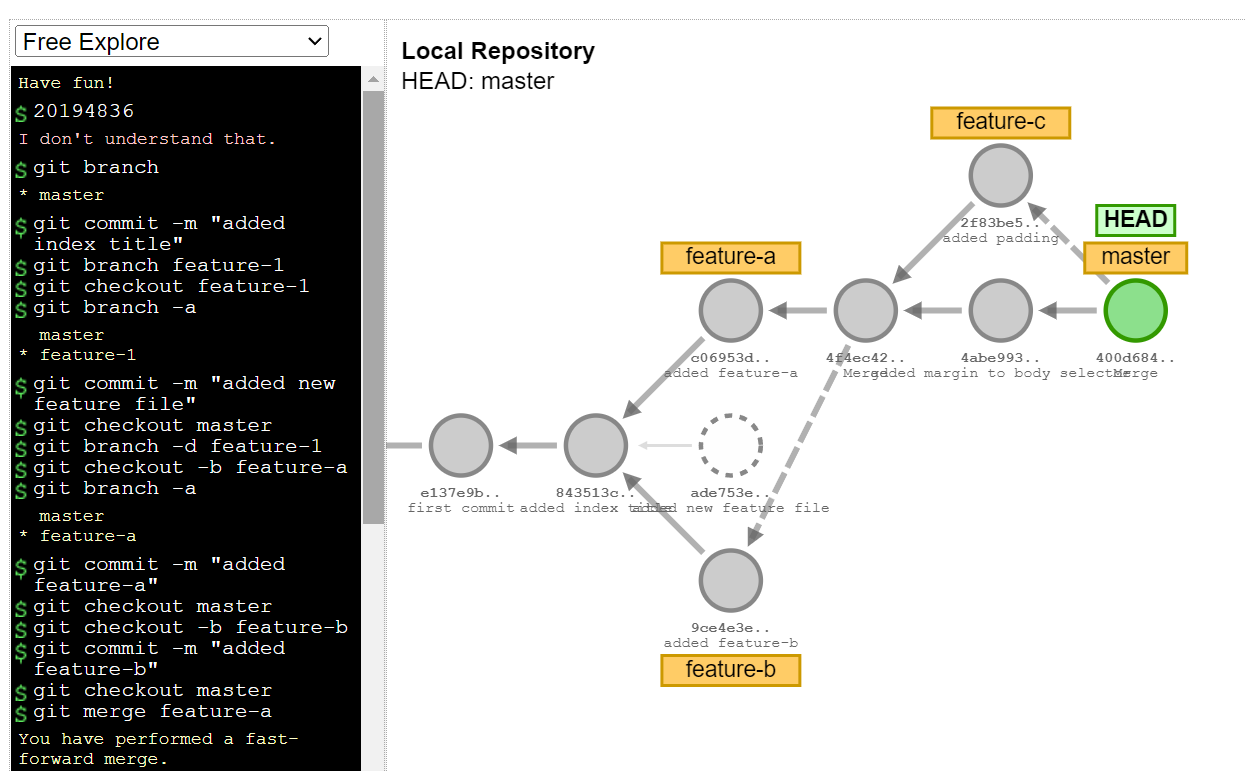 Free Explore
Have fun!
$ 20194836
I don't understand that.
$ git branch
* master
$ git commit -m "added
index title"
$ git branch feature-1
$ git checkout feature-1
$ git branch -a
master
* feature-1
$ git commit -m "added new
feature file"
$ git checkout master
$ git branch -d feature-1
$ git checkout -b feature-a
$ git branch -a
master
* feature-a
$ git commit -m "added
feature-a"
$ git checkout master
$ git checkout -b feature-b
$ git commit -m "added
feature-b"
$ git checkout master
$ git merge feature-a
You have performed a fast-
forward merge.
Local Repository
HEAD: master
feature-c
2f83be5..
added padding
HEAD
master
feature-a
c06953d..
added feature-a
4f4ec42..
Merge
4abe993..
added margin to body selector
400d684..
Merge
e137e9b..
first commit
843513c..
added index title
ade753e..
added new feature file
9ce4e3e..
added feature-b
feature-b